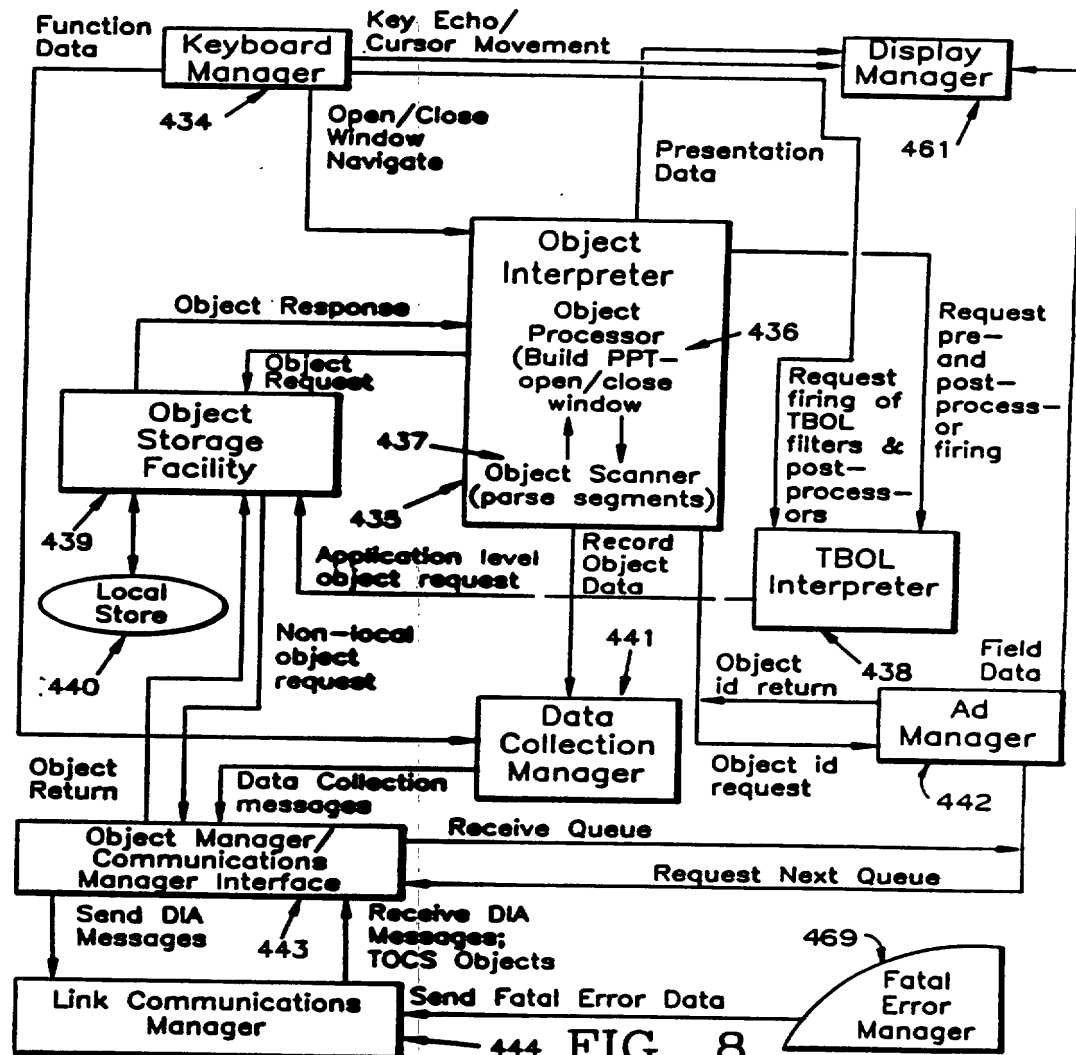 Function
Data
Keyboard
Manager
Key Echo/
Cursor Movement
Display
Manager
434
Open/Close
Window
Navigate
Presentation
Data
461
Object
Interpreter
Object
Processor
(Build PPT-
open/close
window
436
Object Response
Object
Request
Object
Storage
Facility
437
Object Scanner
(parse segments)
435
Request
firing of
TBOL
filters &
post-
process-
ors
Request
pre-
and
post-
process-
or
firing
439
Application level
object request
Record
Object
Data
TBOL
Interpreter
Local
Store
440
Non-local
object
request
441
438
Field
Data
Object
id return
Data
Collection
Manager
Ad
Manager
Object id
request
442
Object
Return
Data Collection
messages
Object Manager/
Communications
Manager Interface
Receive Queue
Request Next Queue
Send DIA
Messages
443
Receive DIA
Messages;
TOCS Objects
469
Fatal
Error
Manager
Link Communications
Manager
Send Fatal Error Data
444
FIG. 8